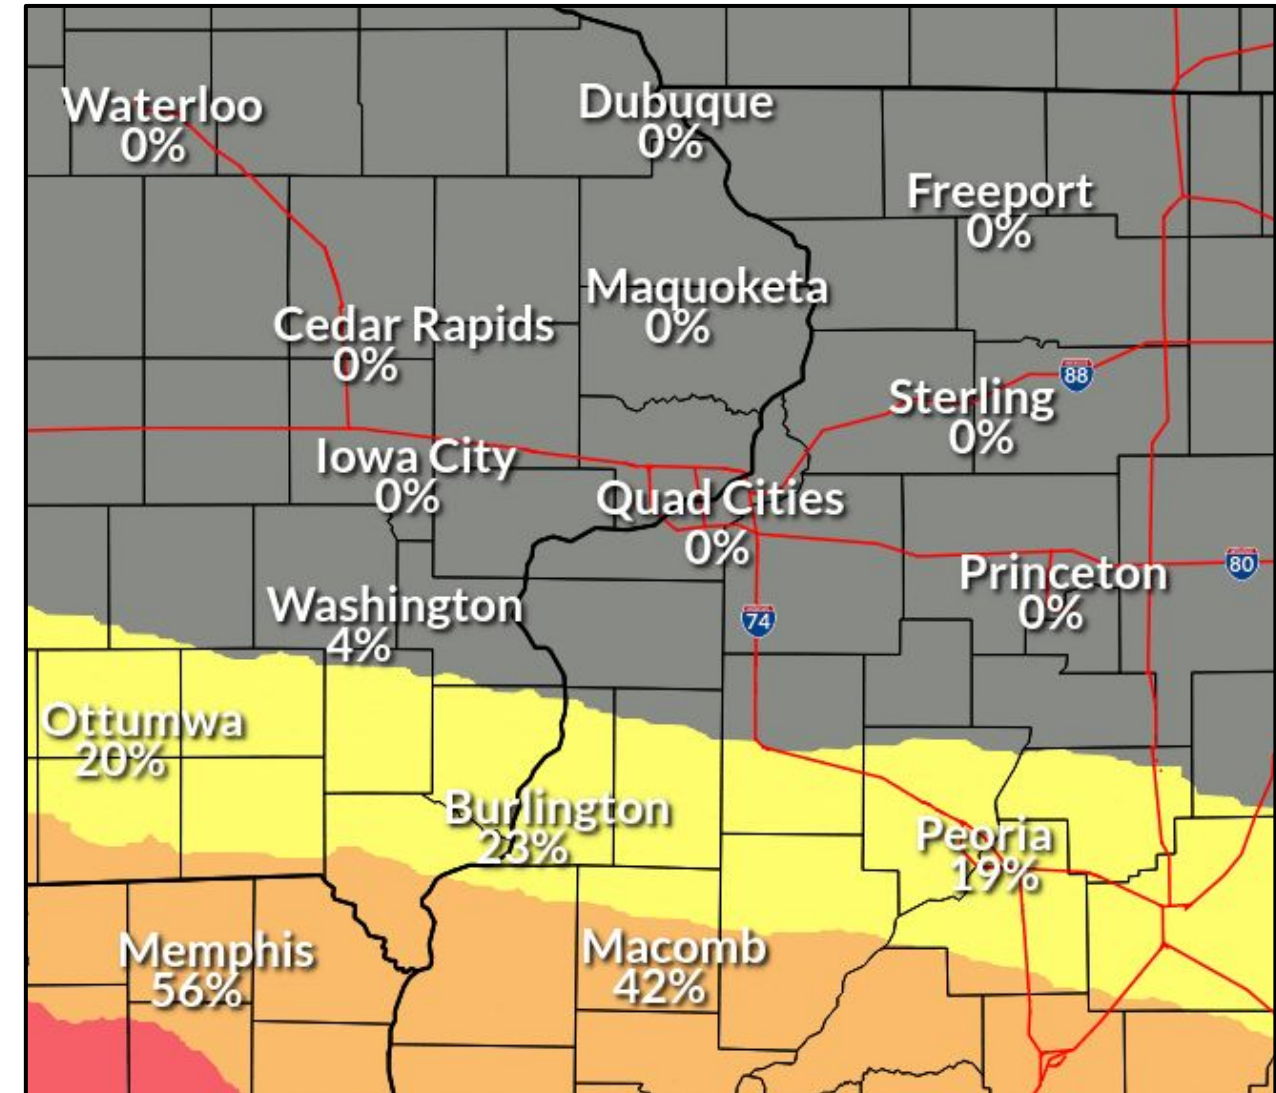 Waterloo
0%
Dubuque
0%
Freeport
0%
Maquoketa
0%
Cedar Rapids
0%
88
Sterling
0%
Iowa City
0%
Quad Cities
0%
80
Princeton
0%
74
Washington
4%
Ottumwa
20%
Burlington
23%
Peoria
19%
Memphis
56%
Macomb
42%